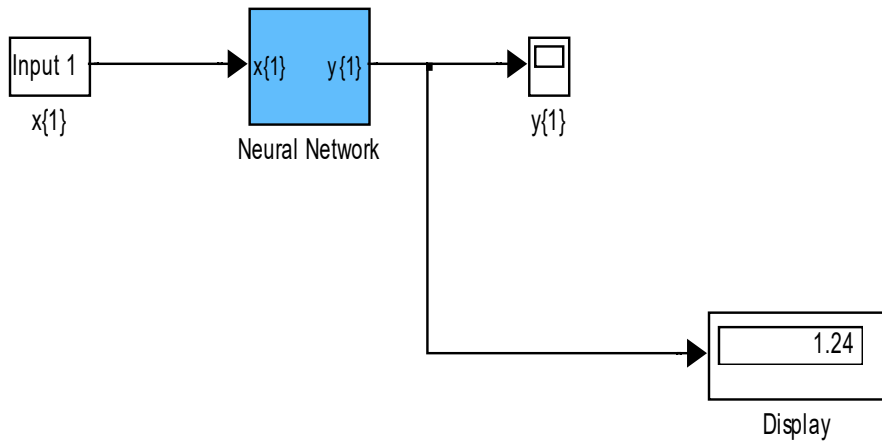 Input 1
x{1}
x{1} y{1}
Neural Network
y{1}
1.24
Display